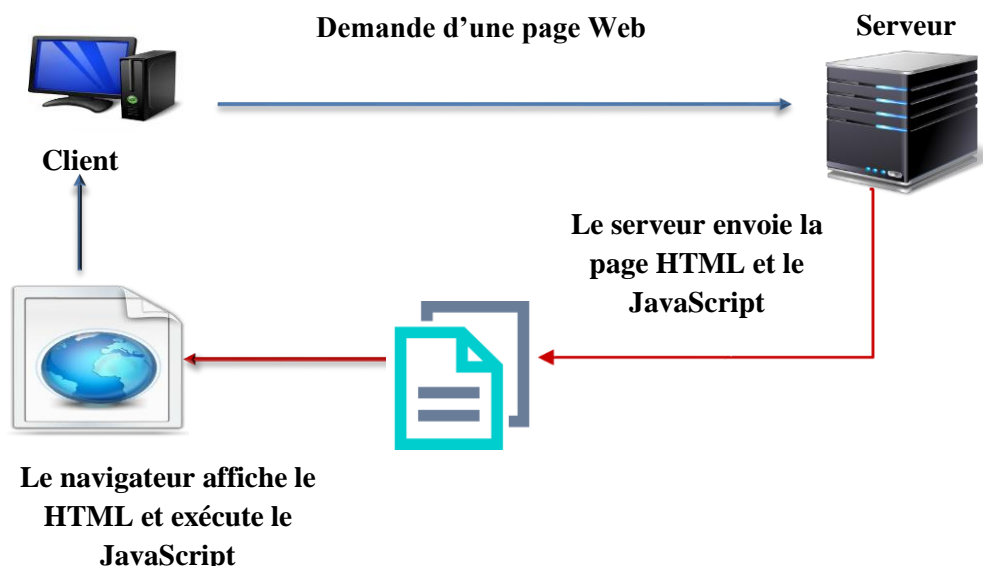 Demande d’une page Web
Serveur
Client
Le serveur envoie la
page HTML et le
JavaScript
Le navigateur affiche le
HTML et exécute le
JavaScript